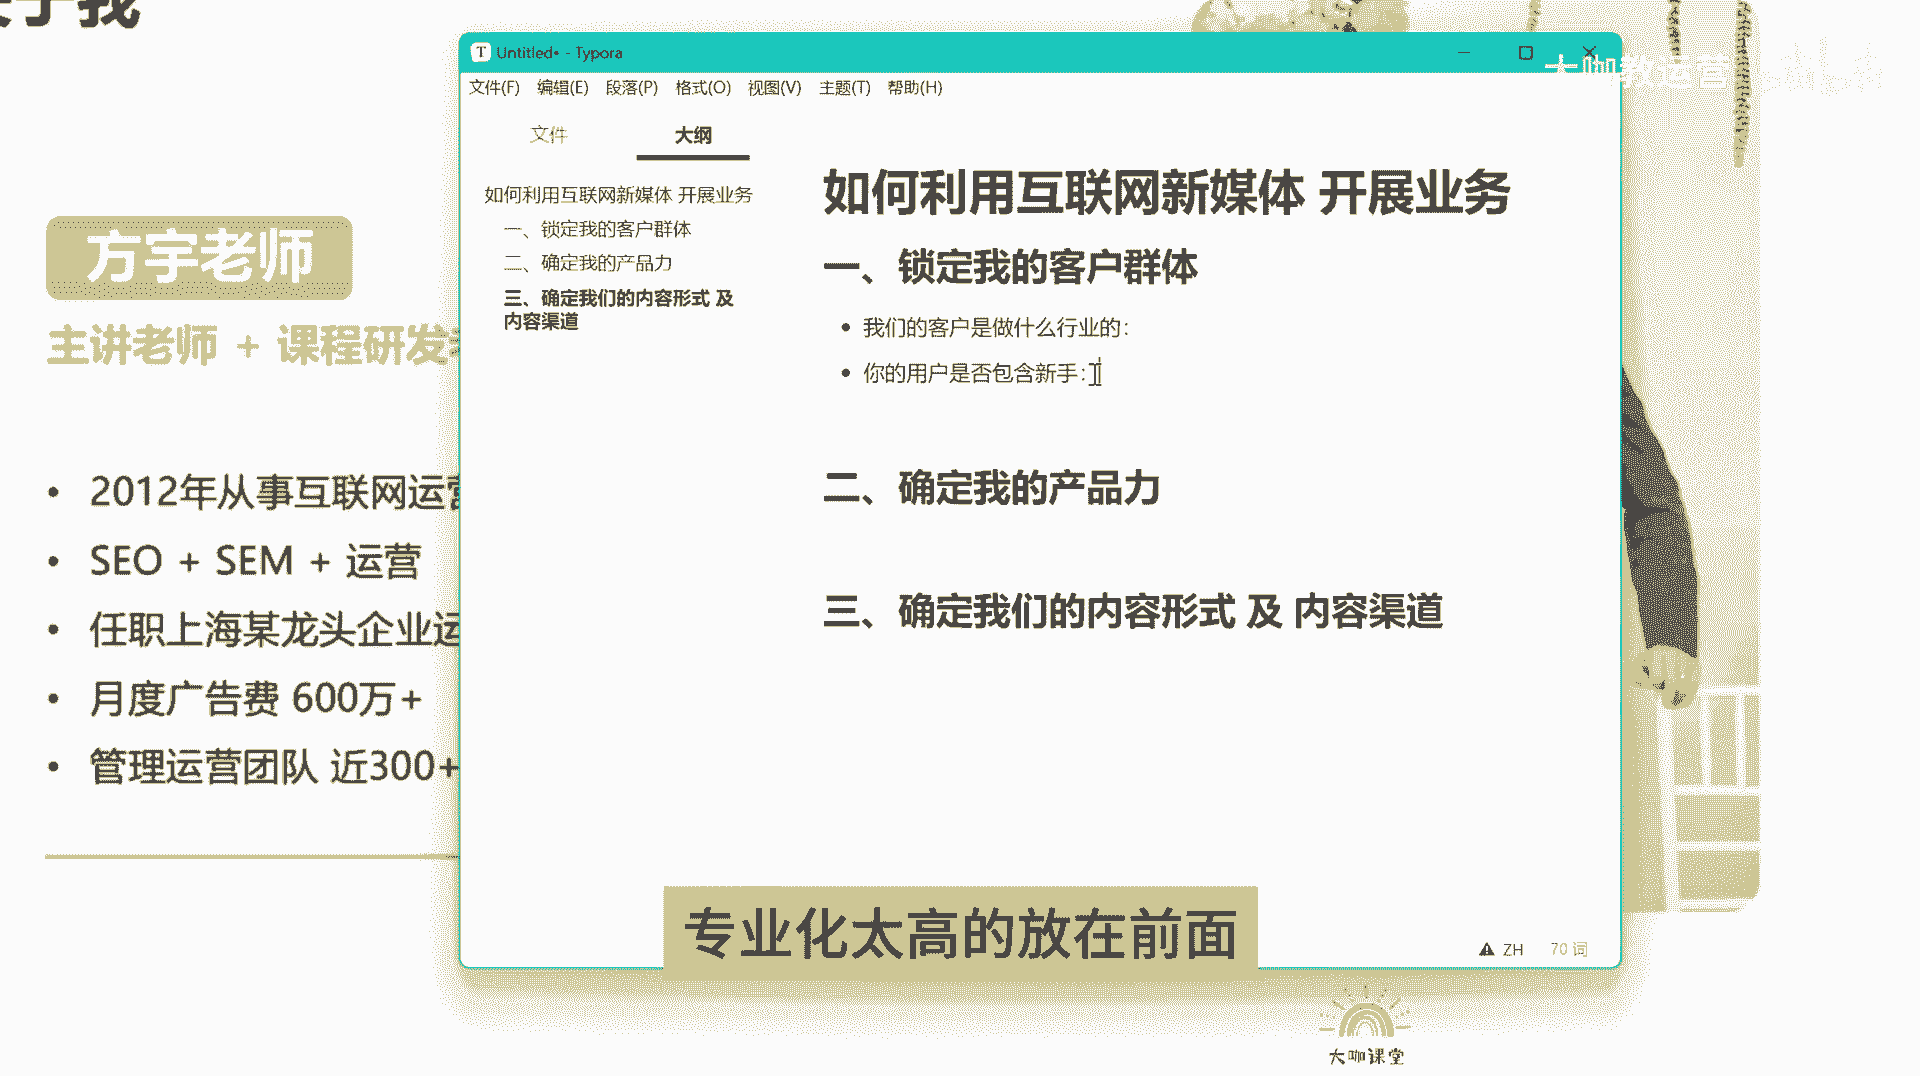 于我
方宇老师
主讲老师 + 课程研发
2012年从事互联网运营
SEO + SEM + 运营
任职上海某龙头企业运
月度广告费 600万+
管理运营团队 近300+
Untitled• - Typora
大咖教运营
文件(F) 编辑(E) 段落(P) 格式(O) 视图(V) 主题(T) 帮助(H)
文件 大纲
如何利用互联网新媒体 开展业务
一、锁定我的客户群体
二、确定我的产品力
三、确定我们的内容形式 及
内容渠道
如何利用互联网新媒体 开展业务
一、锁定我的客户群体
我们的客户是做什么行业的：
你的用户是否包含新手：
二、确定我的产品力
三、确定我们的内容形式 及 内容渠道
专业化太高的放在前面
ZH 70 词
大咖课堂